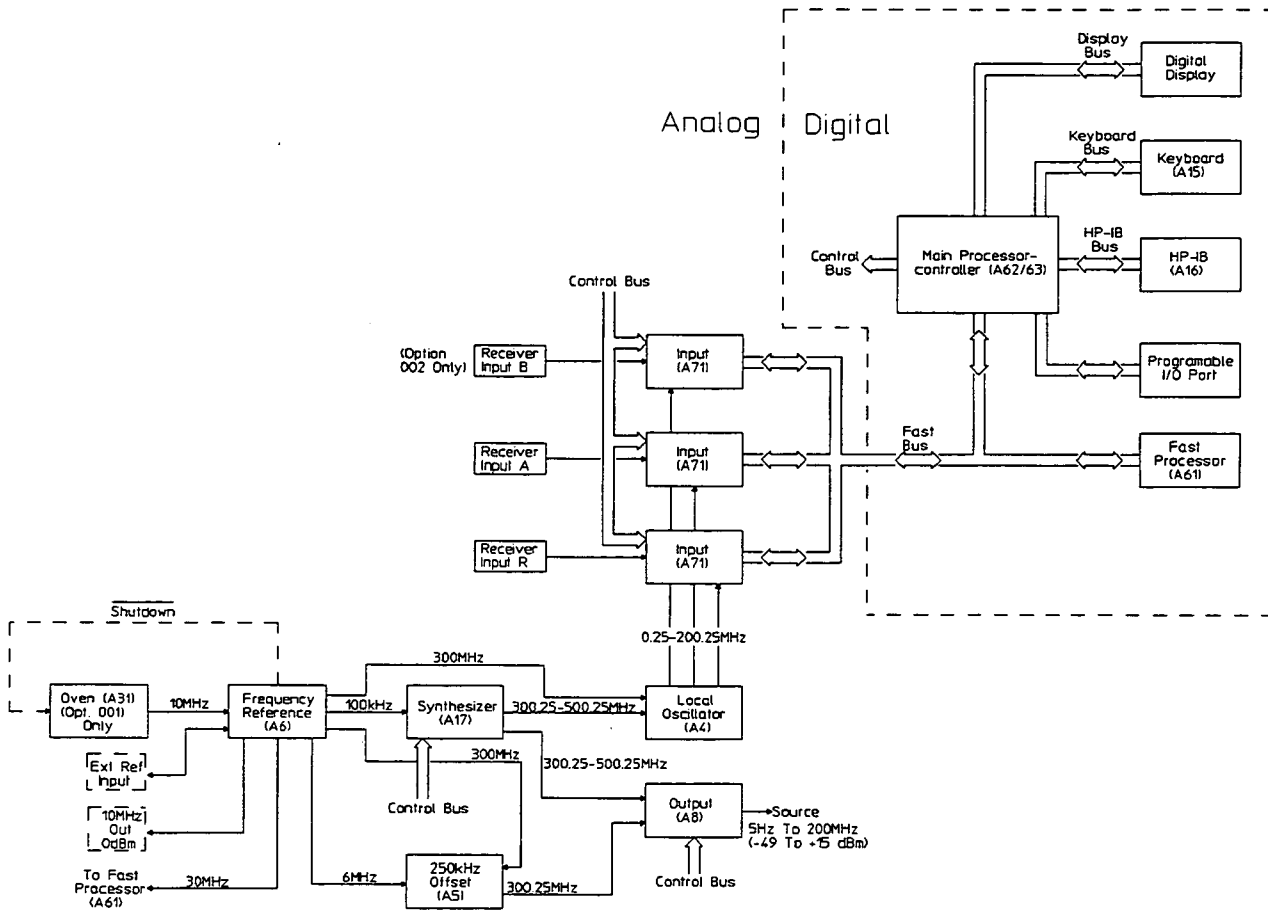 Display
Bus
Digital
Display
Analog
Digital
Keyboard
Bus
Keyboard
(A15)
HP-IB
Bus
HP-IB
(A16)
Control
Bus
Main Processor-
controller (A62/63)
Control Bus
(Option
002 Only)
Receiver
Input B
Input
(A71)
Programable
I/O Port
Receiver
Input A
Input
(A71)
Fast
Bus
Fast
Processor
(A61)
Receiver
Input R
Input
(A71)
Shutdown
0.25-200.25MHz
300MHz
Oven (A31)
(Opt. 001)
Only
10MHz
Frequency
Reference
(A6)
100kHz
Synthesizer
(A17)
300.25-500.25MHz
Local
Oscillator
(A4)
300MHz
300.25-500.25MHz
Ext Ref
Input
Control Bus
10MHz
Out
0dBm
Output
(A8)
Source
5Hz To 200MHz
(-49 To +15 dBm)
To Fast
Processor
(A61)
30MHz
6MHz
250kHz
Offset
(A5)
300.25MHz
Control Bus